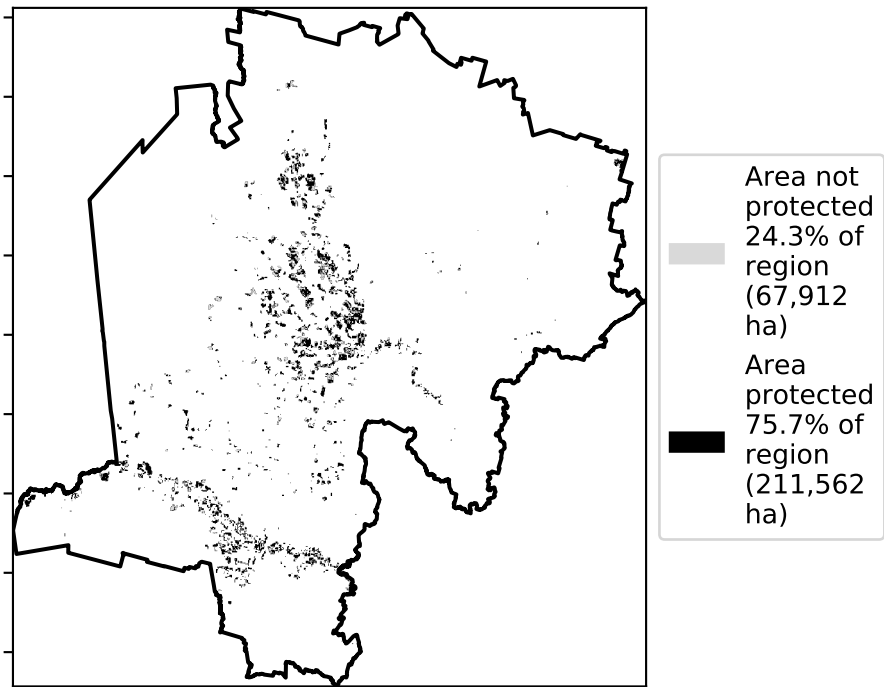 Area not
protected
24.3% of
region
(67,912
ha)
Area
protected
75.7% of
region
(211,562
ha)